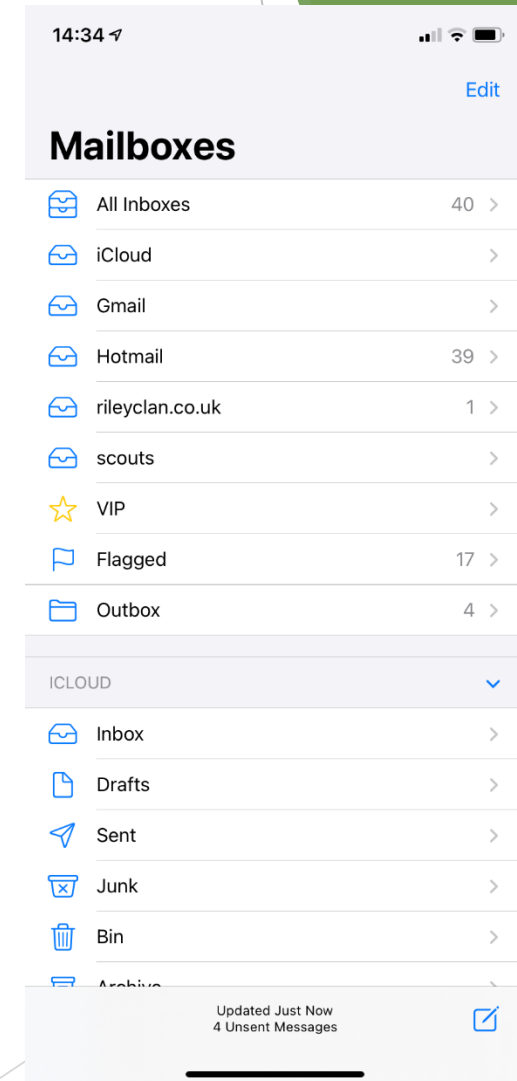 14:34
Edit
Mailboxes
All Inboxes 40
iCloud
Gmail
Hotmail 39
rileyclan.co.uk 1
scouts
VIP
Flagged 17
Outbox 4
ICLOUD
Inbox
Drafts
Sent
Junk
Bin
Archive
Updated Just Now
4 Unsent Messages